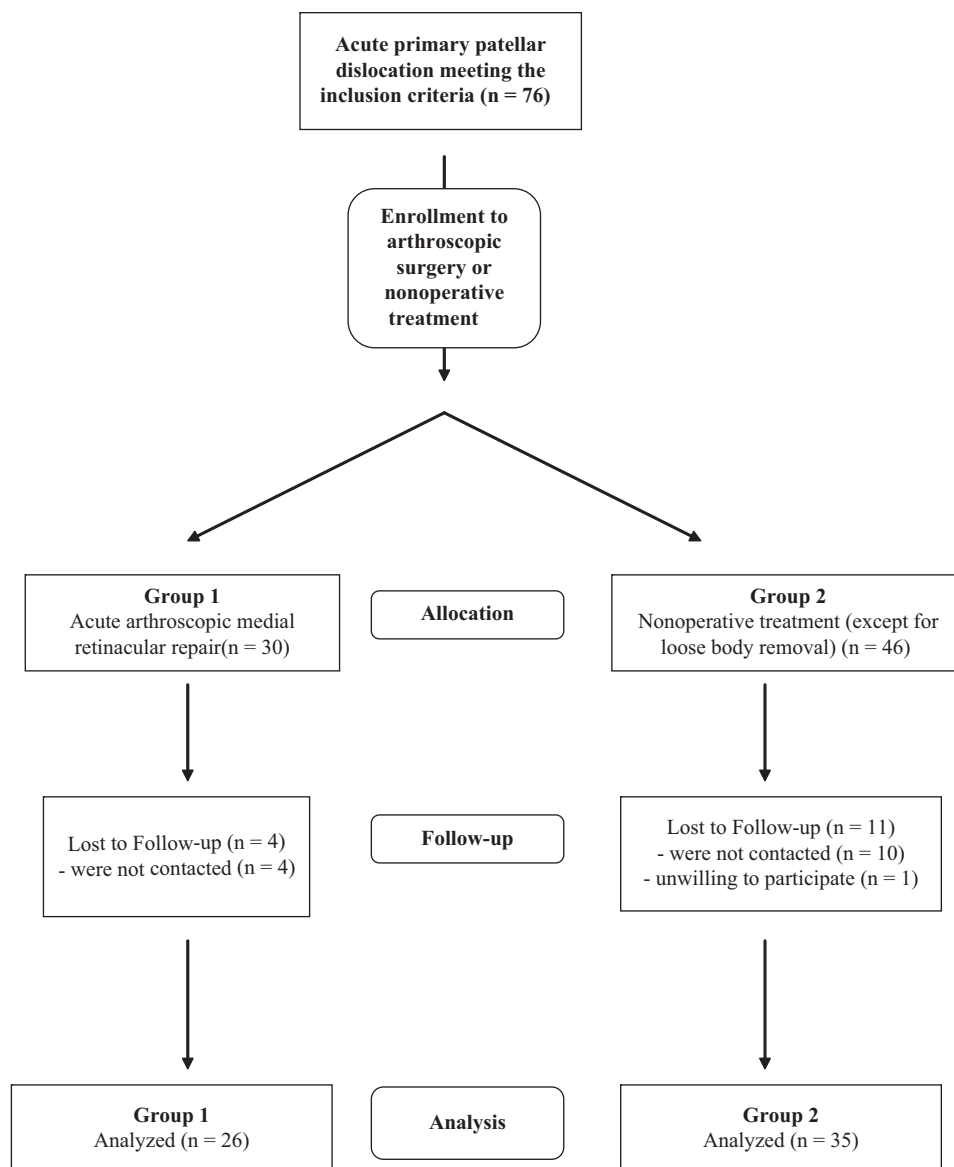 Acute primary patellar
dislocation meeting the
inclusion criteria (n = 76)
Enrollment to
arthroscopic
surgery or
nonoperative
treatment
Group 1
Acute arthroscopic medial
retinacular repair(n = 30)
Allocation
Group 2
Nonoperative treatment (except for
loose body removal) (n = 46)
Lost to Follow-up (n = 4)
- were not contacted (n = 4)
Follow-up
Lost to Follow-up (n = 11)
- were not contacted (n = 10)
- unwilling to participate (n = 1)
Group 1
Analyzed (n = 26)
Analysis
Group 2
Analyzed (n = 35)